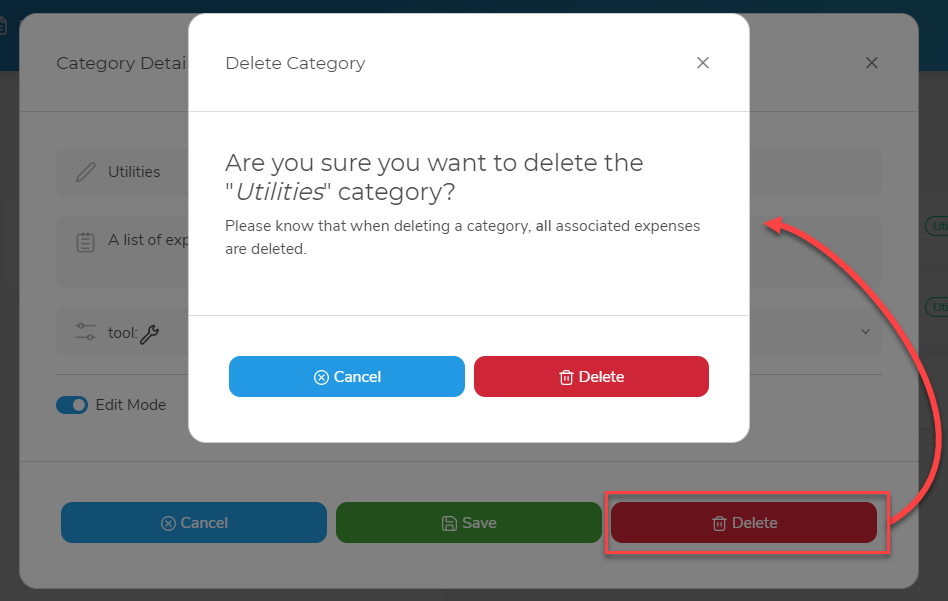 Category Detai
Delete Category
Are you sure you want to delete the
"Utilities" category?
Please know that when deleting a category, all associated expenses
are deleted.
Cancel
Delete
Utilities
A list of exp
tool:
Edit Mode
Cancel
Save
Delete
Uti
Uti